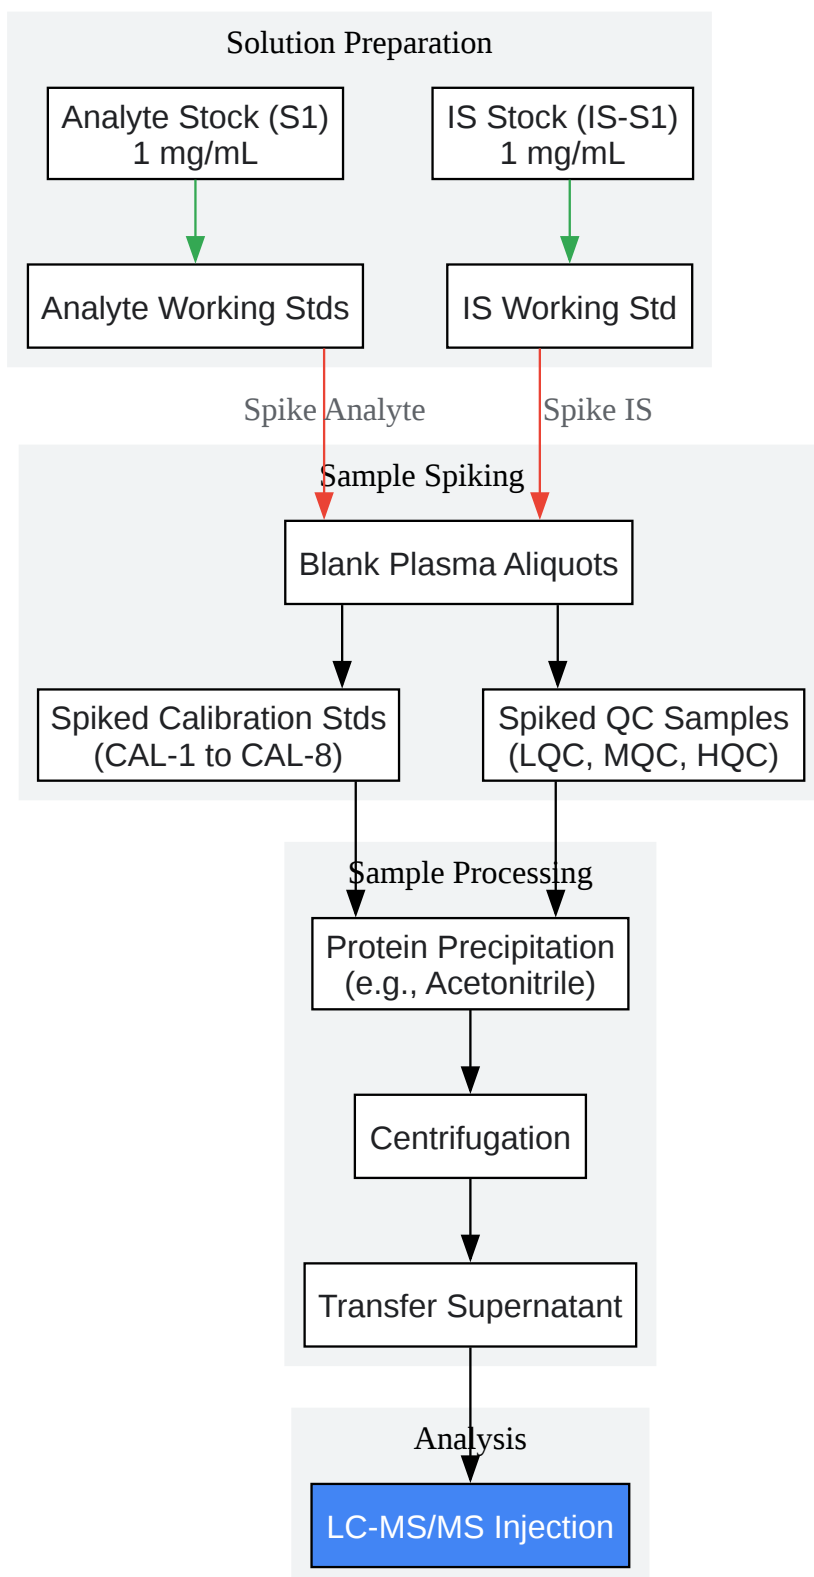 Solution Preparation
Analyte Stock (S1)
1 mg/mL
IS Stock (IS-S1)
1 mg/mL
Analyte Working Stds
IS Working Std
Spike Analyte
Spike IS
Sample Spiking
Blank Plasma Aliquots
Spiked Calibration Stds
(CAL-1 to CAL-8)
Spiked QC Samples
(LQC, MQC, HQC)
Sample Processing
Protein Precipitation
(e.g., Acetonitrile)
Centrifugation
Transfer Supernatant
Analysis
LC-MS/MS Injection